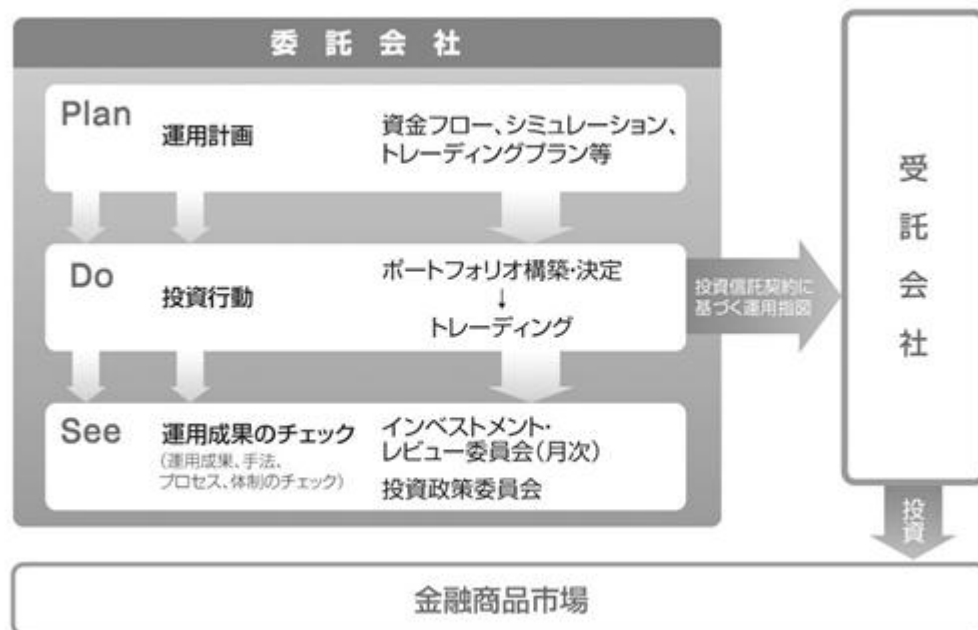 委託会社
Plan
運用計画
資金フロー、シミュレーション、
トレーディングプラン等
Do
投資行動
ポートフォリオ構築・決定
↓
トレーディング
投資信託契約に
基づく運用指図
See
運用成果のチェック
(運用成果、手法、
プロセス、体制のチェック)
インベストメント・
レビュー委員会(月次)
投資政策委員会
受託会社
投資
金融商品市場